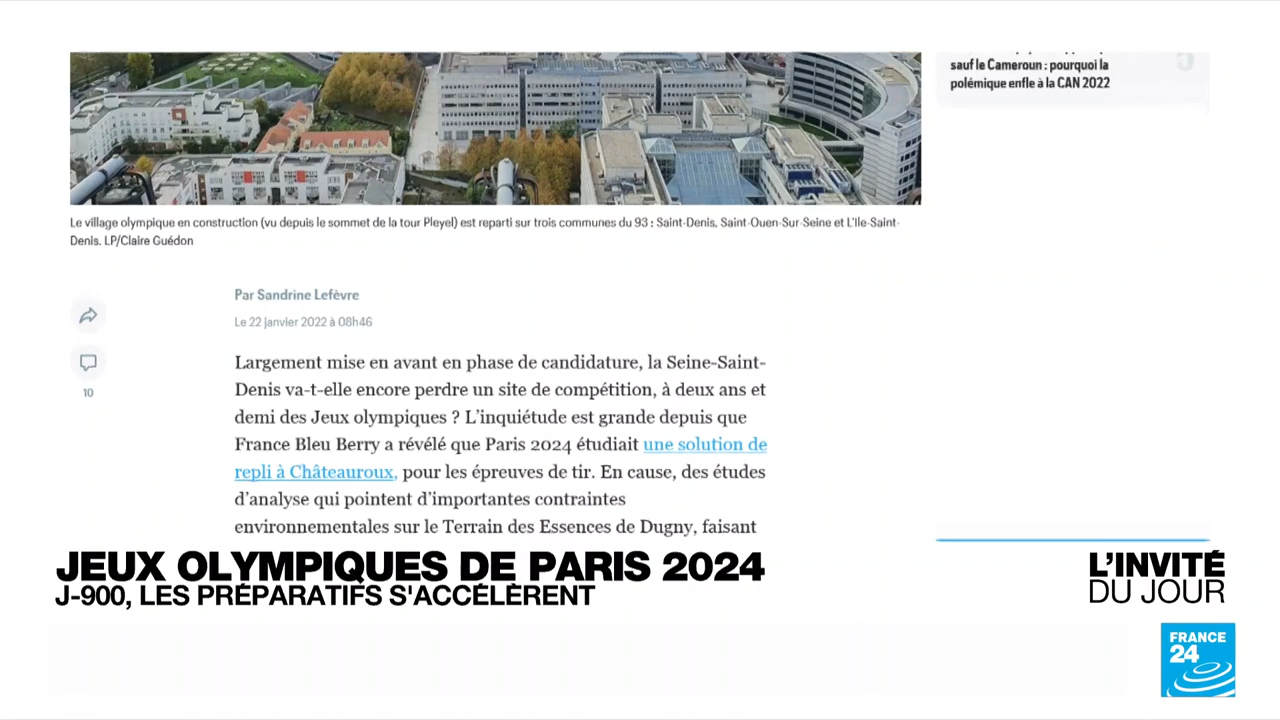 sauf le Cameroun : pourquoi la
polémique enfle à la CAN 2022
Le village olympique en construction (vu depuis le sommet de la tour Pleyel) est reparti sur trois communes du 93 : Saint-Denis, Saint-Ouen-Sur-Seine et L'Ile-Saint-
Denis. LP/Claire Guédon
Par Sandrine Lefèvre
Le 22 janvier 2022 à 08h46
10
Largement mise en avant en phase de candidature, la Seine-Saint-
Denis va-t-elle encore perdre un site de compétition, à deux ans et
demi des Jeux olympiques ? L'inquiétude est grande depuis que
France Bleu Berry a révélé que Paris 2024 étudiait une solution de
repli à Châteauroux, pour les épreuves de tir. En cause, des études
d'analyse qui pointent d'importantes contraintes
environnementales sur le Terrain des Essences de Dugny, faisant
JEUX OLYMPIQUES DE PARIS 2024
J-900, LES PRÉPARATIFS S'ACCÉLÈRENT
L'INVITÉ
DU JOUR
FRANCE
24